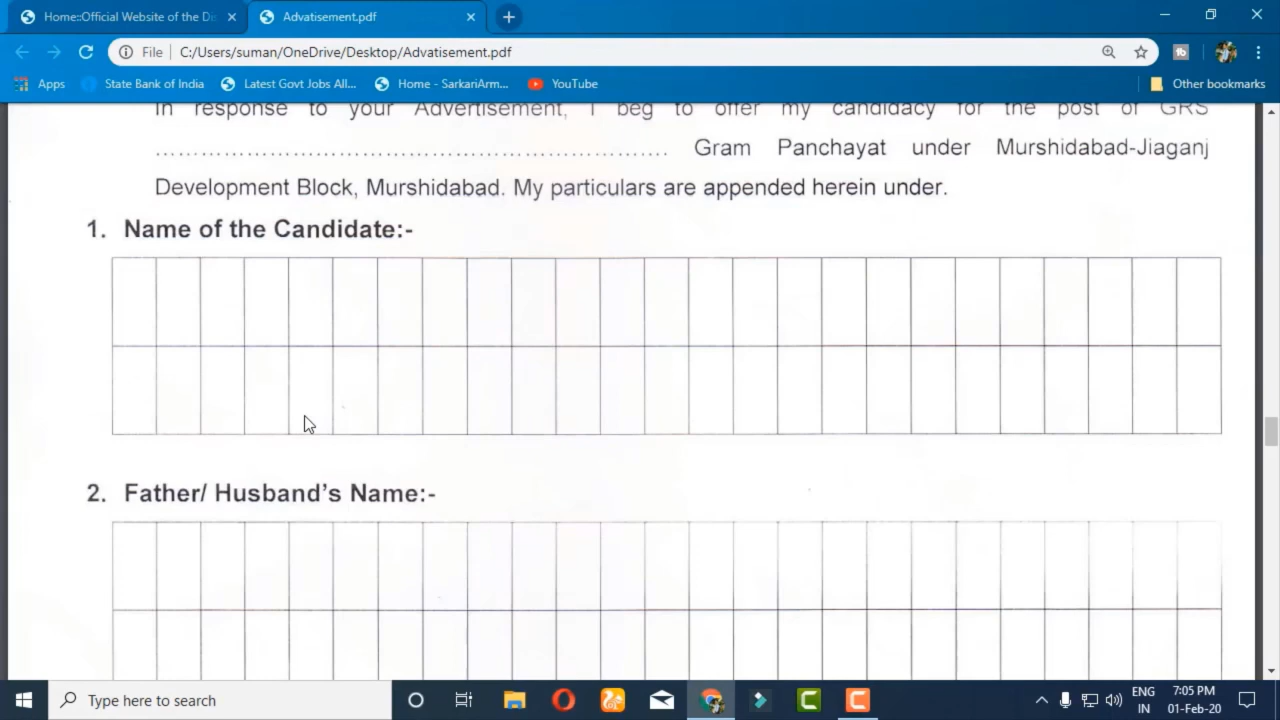 Home::Official Website of the Di
Advatisement.pdf
File
C:/Users/suman/OneDrive/Desktop/Advatisement.pdf
Apps
State Bank of India
Latest Govt Jobs All...
Home - SarkariArm...
YouTube
Other bookmarks
In response to your Advertisement, I beg to offer my candidacy for the post of GRS
.......................................................... Gram Panchayat under Murshidabad-Jiaganj
Development Block, Murshidabad. My particulars are appended herein under.
1. Name of the Candidate:-
2. Father/ Husband's Name:-
Type here to search
ENG
IN
7:05 PM
01-Feb-20